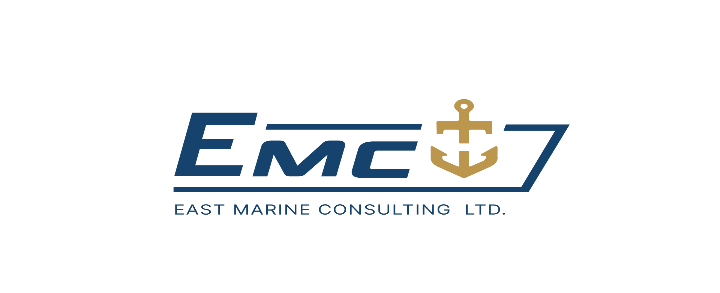 EMC
EAST MARINE CONSULTING LTD.